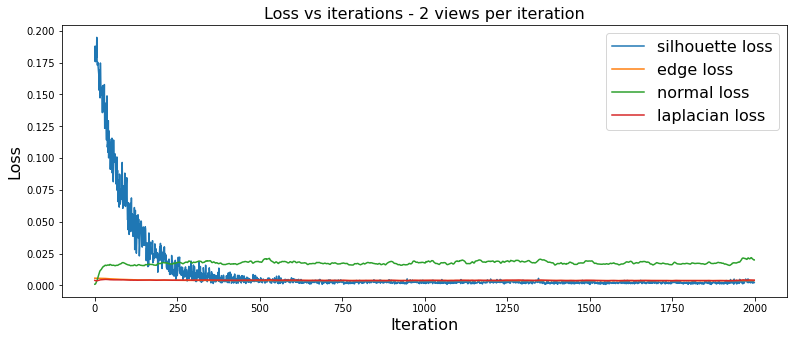 Loss vs iterations - 2 views per iteration
0.200
0.175
0.150
0.125
0.100
0.075
0.050
0.025
0.000
Loss
silhouette loss
edge loss
normal loss
laplacian loss
0 250 500 750 1000 1250 1500 1750 2000
Iteration